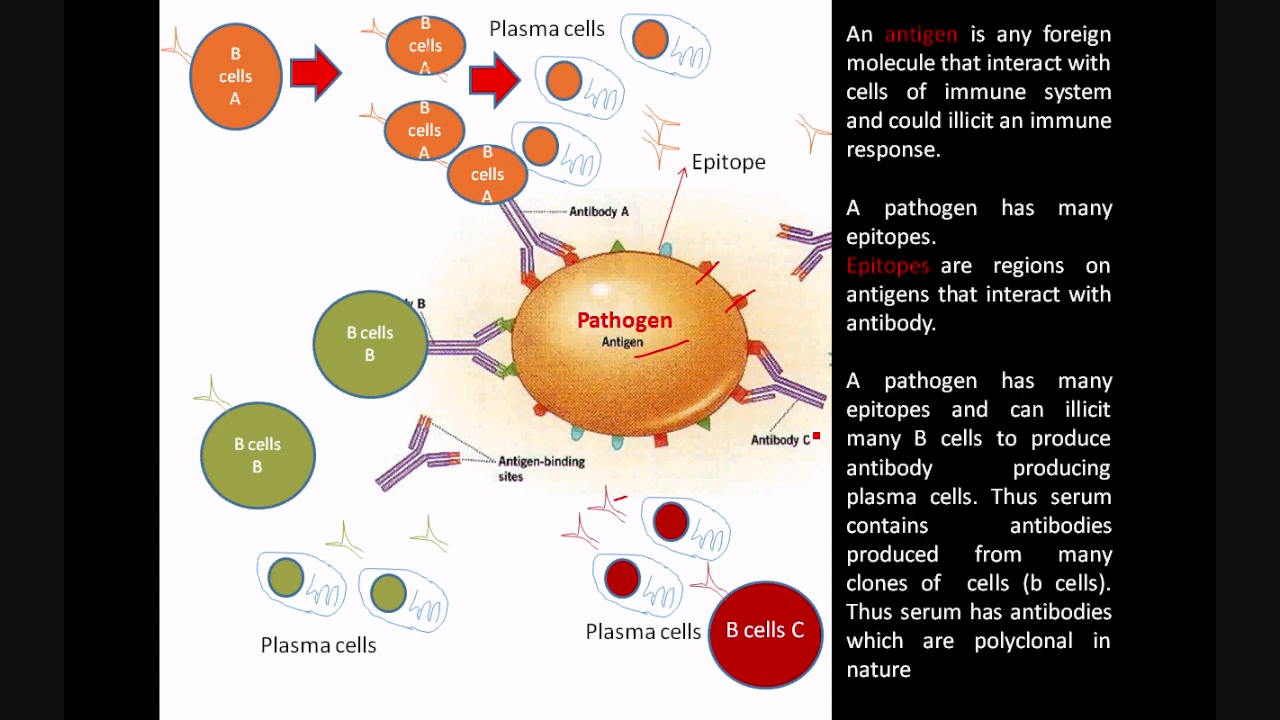 B
cells
A
B
cells
A
Plasma cells
B
cells
A
B
cells
A
Epitope
Antibody A
y B
B cells
B
Pathogen
Antigen
B cells
B
Antibody C
Antigen-binding
sites
Plasma cells
Plasma cells
B cells C
An antigen is any foreign
molecule that interact with
cells of immune system
and could illicit an immune
response.
A pathogen has many
epitopes.
Epitopes are regions on
antigens that interact with
antibody.
A pathogen has many
epitopes and can illicit
many B cells to produce
antibody producing
plasma cells. Thus serum
contains antibodies
produced from many
clones of cells (b cells).
Thus serum has antibodies
which are polyclonal in
nature